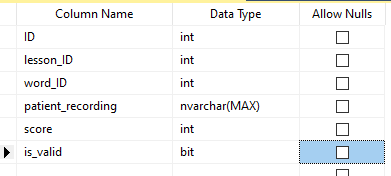 Column Name Data Type Allow Nulls
ID int
lesson_ID int
word_ID int
patient_recording nvarchar(MAX)
score int
is_valid bit